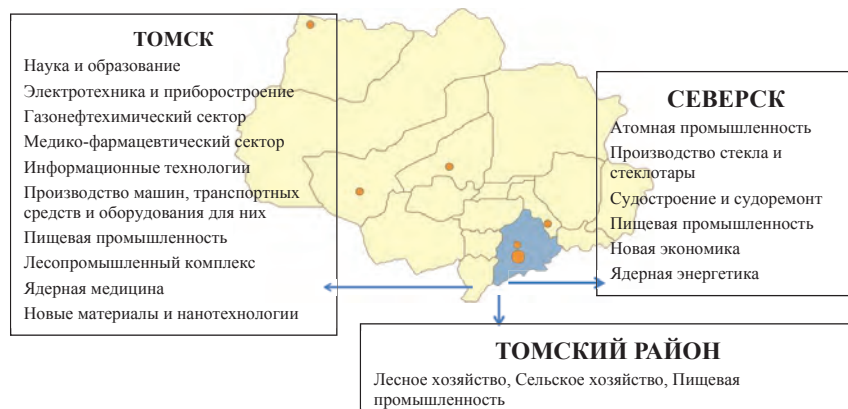 ТОМСК
Наука и образование
Электротехника и приборостроение
Газонефтехимический сектор
Медико-фармацевтический сектор
Информационные технологии
Производство машин, транспортных
средств и оборудования для них
Пищевая промышленность
Лесопромышленный комплекс
Ядерная медицина
Новые материалы и нанотехнологии
СЕВЕРСК
Атомная промышленность
Производство стекла и
стеклотары
Судостроение и судоремонт
Пищевая промышленность
Новая экономика
Ядерная энергетика
ТОМСКИЙ РАЙОН
Лесное хозяйство, Сельское хозяйство, Пищевая
промышленность